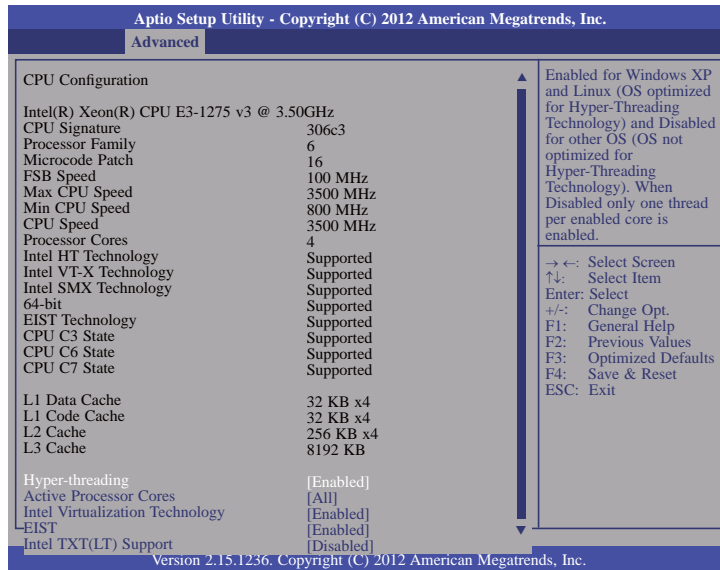 Aptio Setup Utility - Copyright (C) 2012 American Megatrends, Inc.
Advanced
CPU Configuration
Intel(R) Xeon(R) CPU E3-1275 v3 @ 3.50GHz
CPU Signature 306c3
Processor Family 6
Microcode Patch 16
FSB Speed 100 MHz
Max CPU Speed 3500 MHz
Min CPU Speed 800 MHz
CPU Speed 3500 MHz
Processor Cores 4
Intel HT Technology Supported
Intel VT-X Technology Supported
Intel SMX Technology Supported
64-bit Supported
EIST Technology Supported
CPU C3 State Supported
CPU C6 State Supported
CPU C7 State Supported
L1 Data Cache 32 KB x4
L1 Code Cache 32 KB x4
L2 Cache 256 KB x4
L3 Cache 8192 KB
Hyper-threading [Enabled]
Active Processor Cores [All]
Intel Virtualization Technology [Enabled]
EIST [Enabled]
Intel TXT(LT) Support [Disabled]
Enabled for Windows XP
and Linux (OS optimized
for Hyper-Threading
Technology) and Disabled
for other OS (OS not
optimized for
Hyper-Threading
Technology). When
Disabled only one thread
per enabled core is
enabled.
→←: Select Screen
↑↓: Select Item
Enter: Select
+/-: Change Opt.
F1: General Help
F2: Previous Values
F3: Optimized Defaults
F4: Save & Reset
ESC: Exit
Version 2.15.1236. Copyright (C) 2012 American Megatrends, Inc.